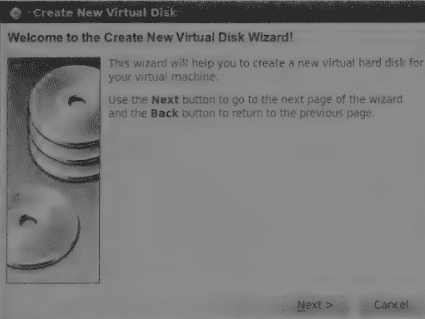 Create New Virtual Disk
Welcome to the Create New Virtual Disk Wizard!
This wizard will help you to create a new virtual hard disk for
your virtual machine.
Use the Next button to go to the next page of the wizard
and the Back button to return to the previous page.
Next >
Cancel